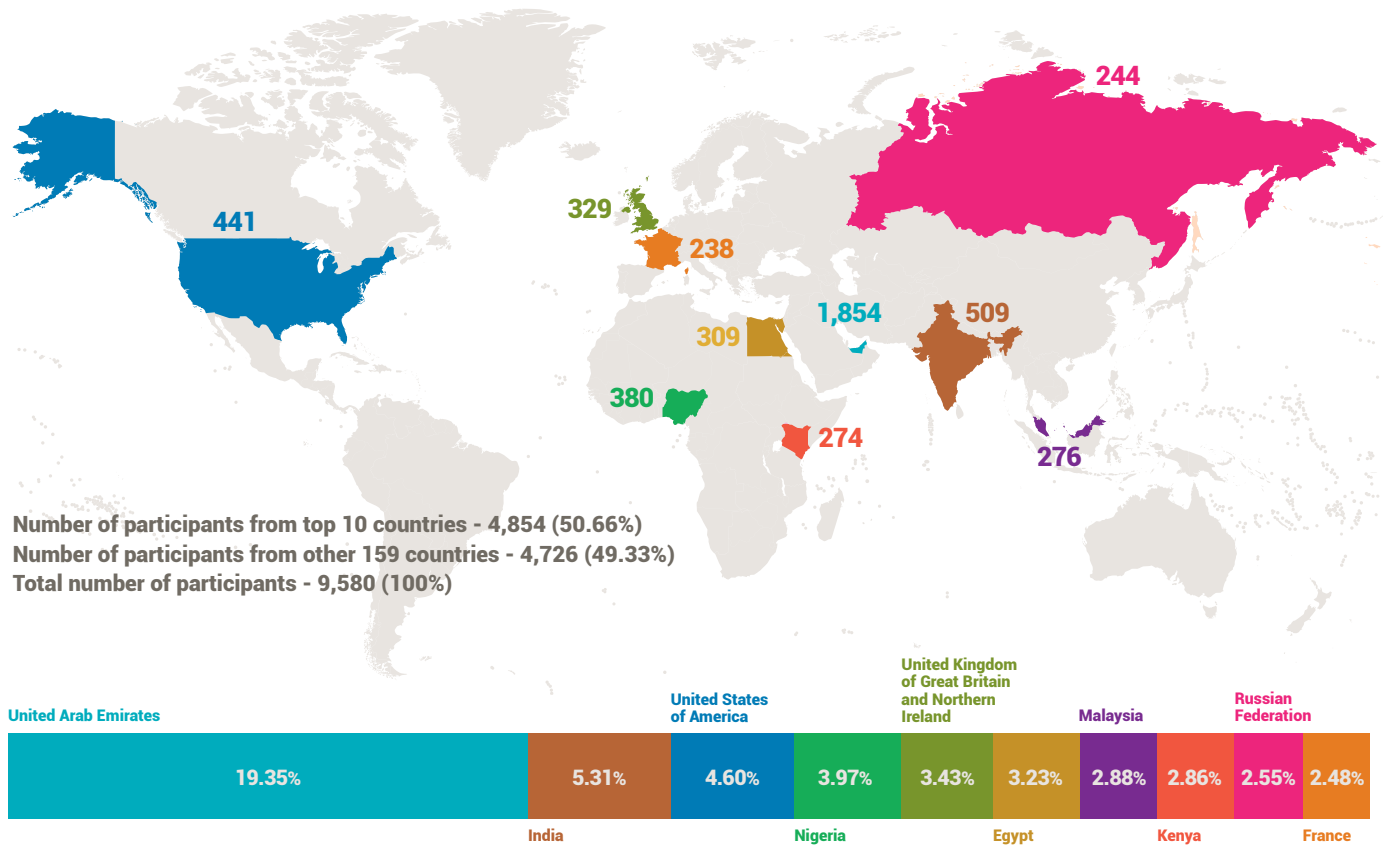 244
441
329
238
1,854
509
309
380
274
276
Number of participants from top 10 countries - 4,854 (50.66%)
Number of participants from other 159 countries - 4,726 (49.33%)
Total number of participants - 9,580 (100%)
United Arab Emirates
United States
of America
United Kingdom
of Great Britain
and Northern
Ireland
Malaysia
Russian
Federation
19.35%
5.31%
4.60%
3.97%
3.43%
3.23%
2.88%
2.86%
2.55%
2.48%
India
Nigeria
Egypt
Kenya
France